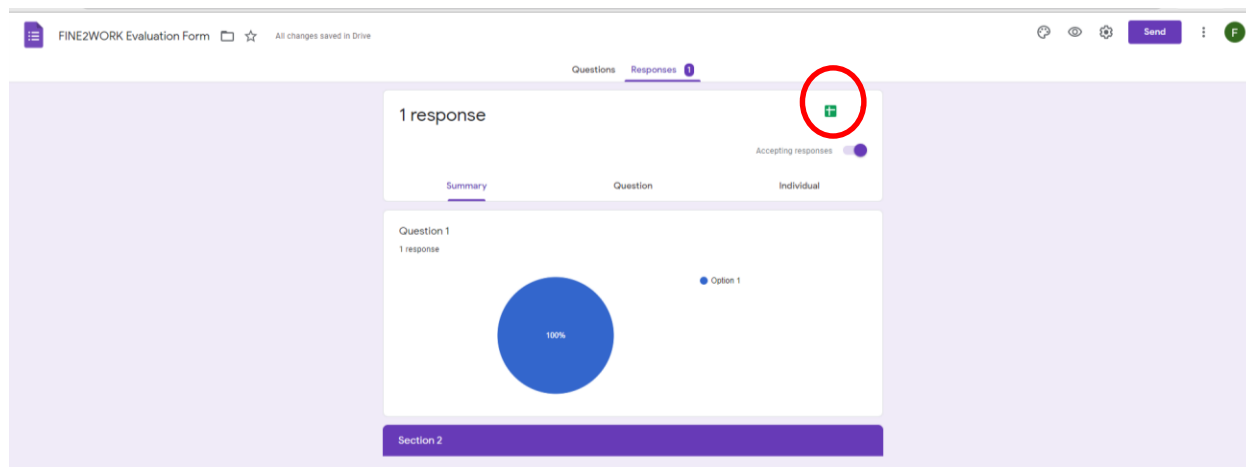 FINE2WORK Evaluation Form All changes saved in Drive Send F
Questions Responses 1
1 response
Accepting responses
Summary Question Individual
Question 1
1 response
Option 1
100%
Section 2